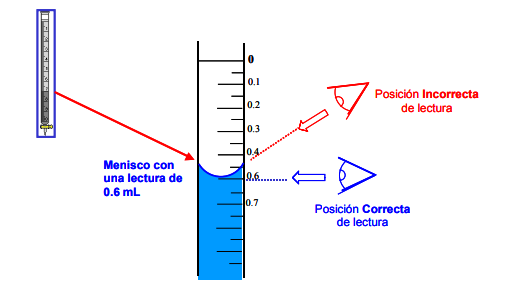 0
0.1
0.2
0.3
0.4
0.6
0.7
Posición Incorrecta
de lectura
Menisco con
una lectura de
0.6 mL
Posición Correcta
de lectura